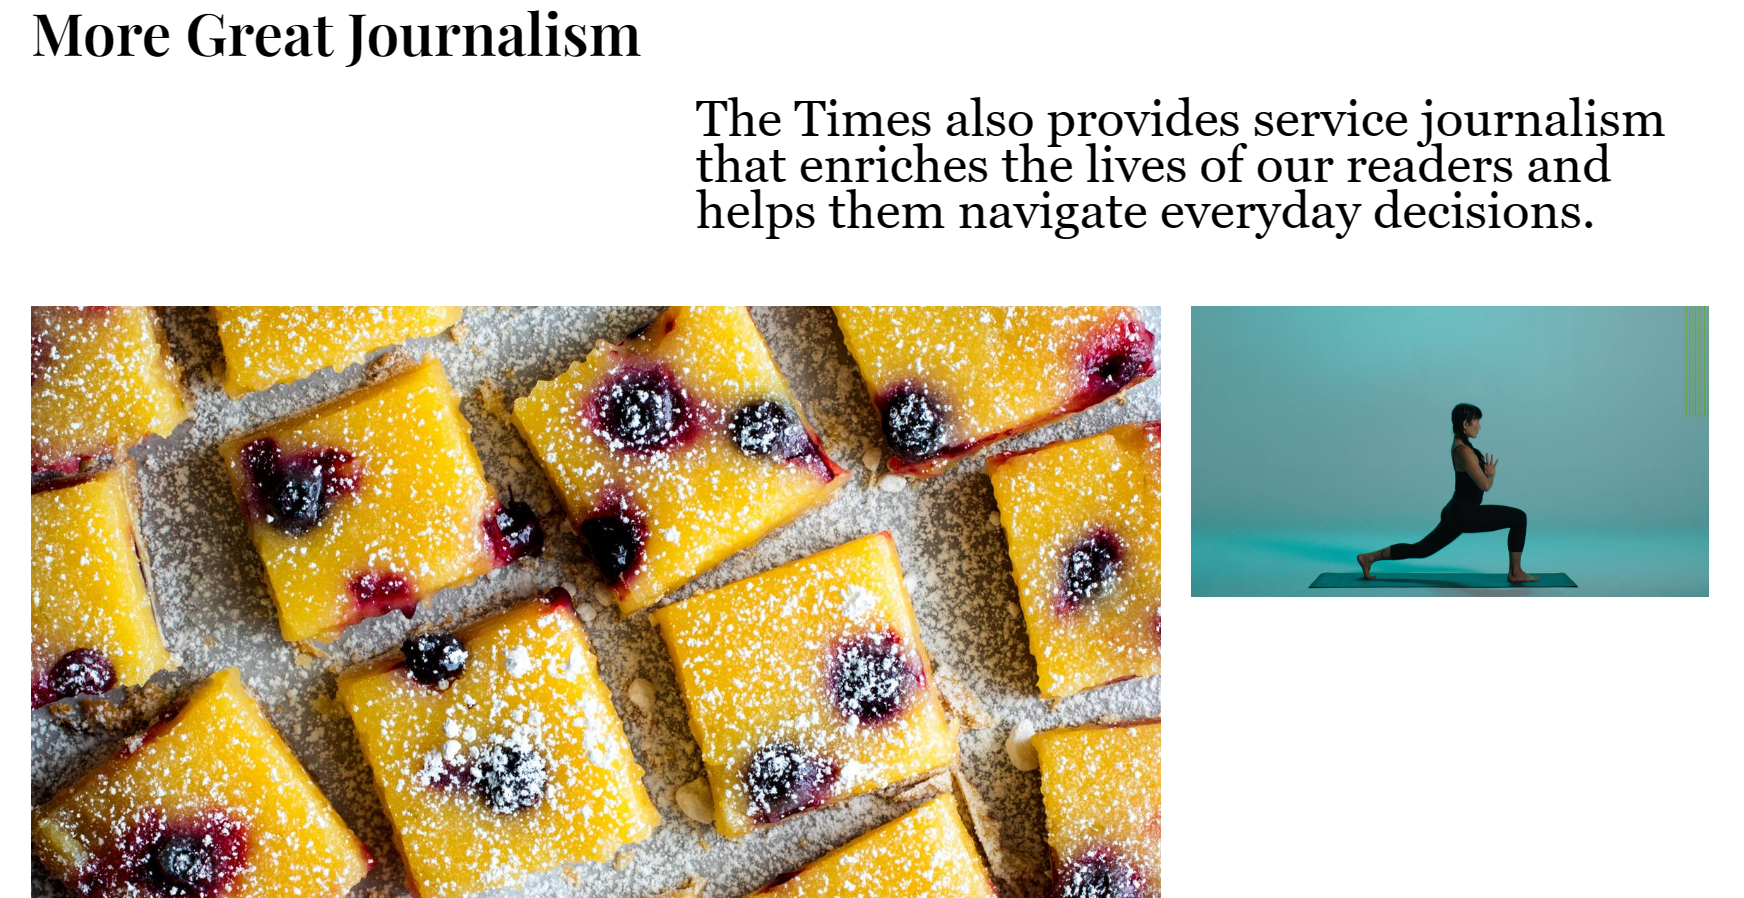 More Great Journalism
The Times also provides service journalism
that enriches the lives of our readers and
helps them navigate everyday decisions.